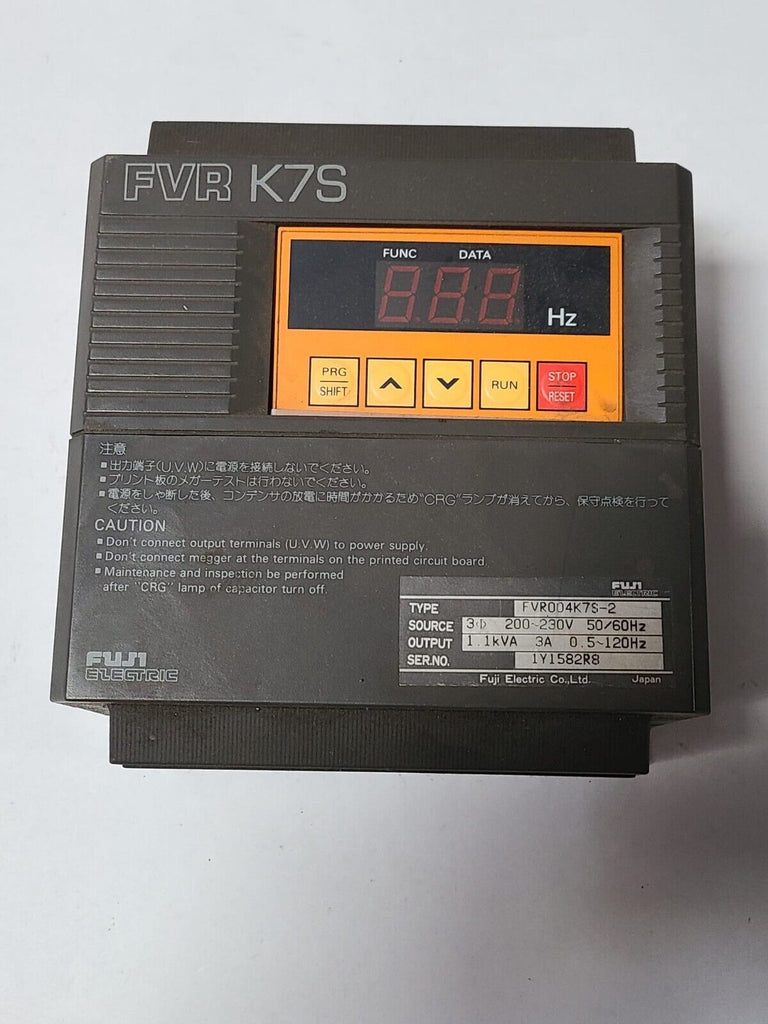 FVR K7S
FUNC DATA
888 Hz
PRG SHIFT
RUN
STOP RESET
注意
■出力端子(U.V.W)に電源を接続しないでください。
■プリント板のメガーテストは行わないでください。
■電源をしゃ断した後、コンデンサの放電に時間がかかるため"CRG"ランプが消えてから、保守点検を行って
ください。
CAUTION
■Don't connect output terminals (U.V.W) to power supply.
■Don't connect megger at the terminals on the printed circuit board.
■Maintenance and inspection be performed
after "CRG" lamp of capacitor turn off.
FUJI
ELECTRIC
TYPE FVR004K7S-2
SOURCE 3Φ 200~230V 50/60Hz
OUTPUT 1.1kVA 3A 0.5~120Hz
SER.NO. 1Y1582R8
Fuji Electric Co.,Ltd. Japan
FUJI
ELECTRIC